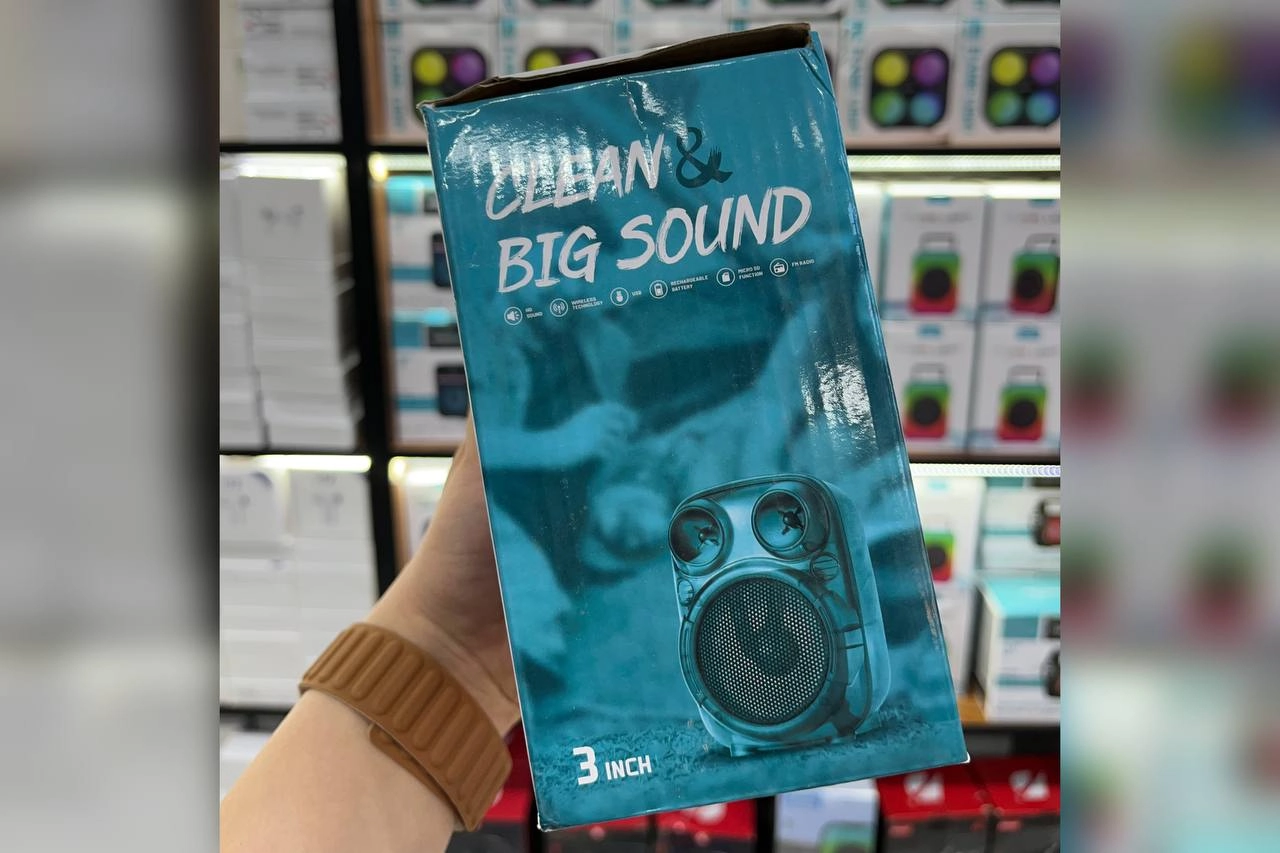 CLEAN &
BIG SOUND
HD SOUND
WIRELESS TECHNOLOGY
USB
RECHARGEABLE BATTERY
MICRO SD FUNCTION
FM RADIO
3 INCH